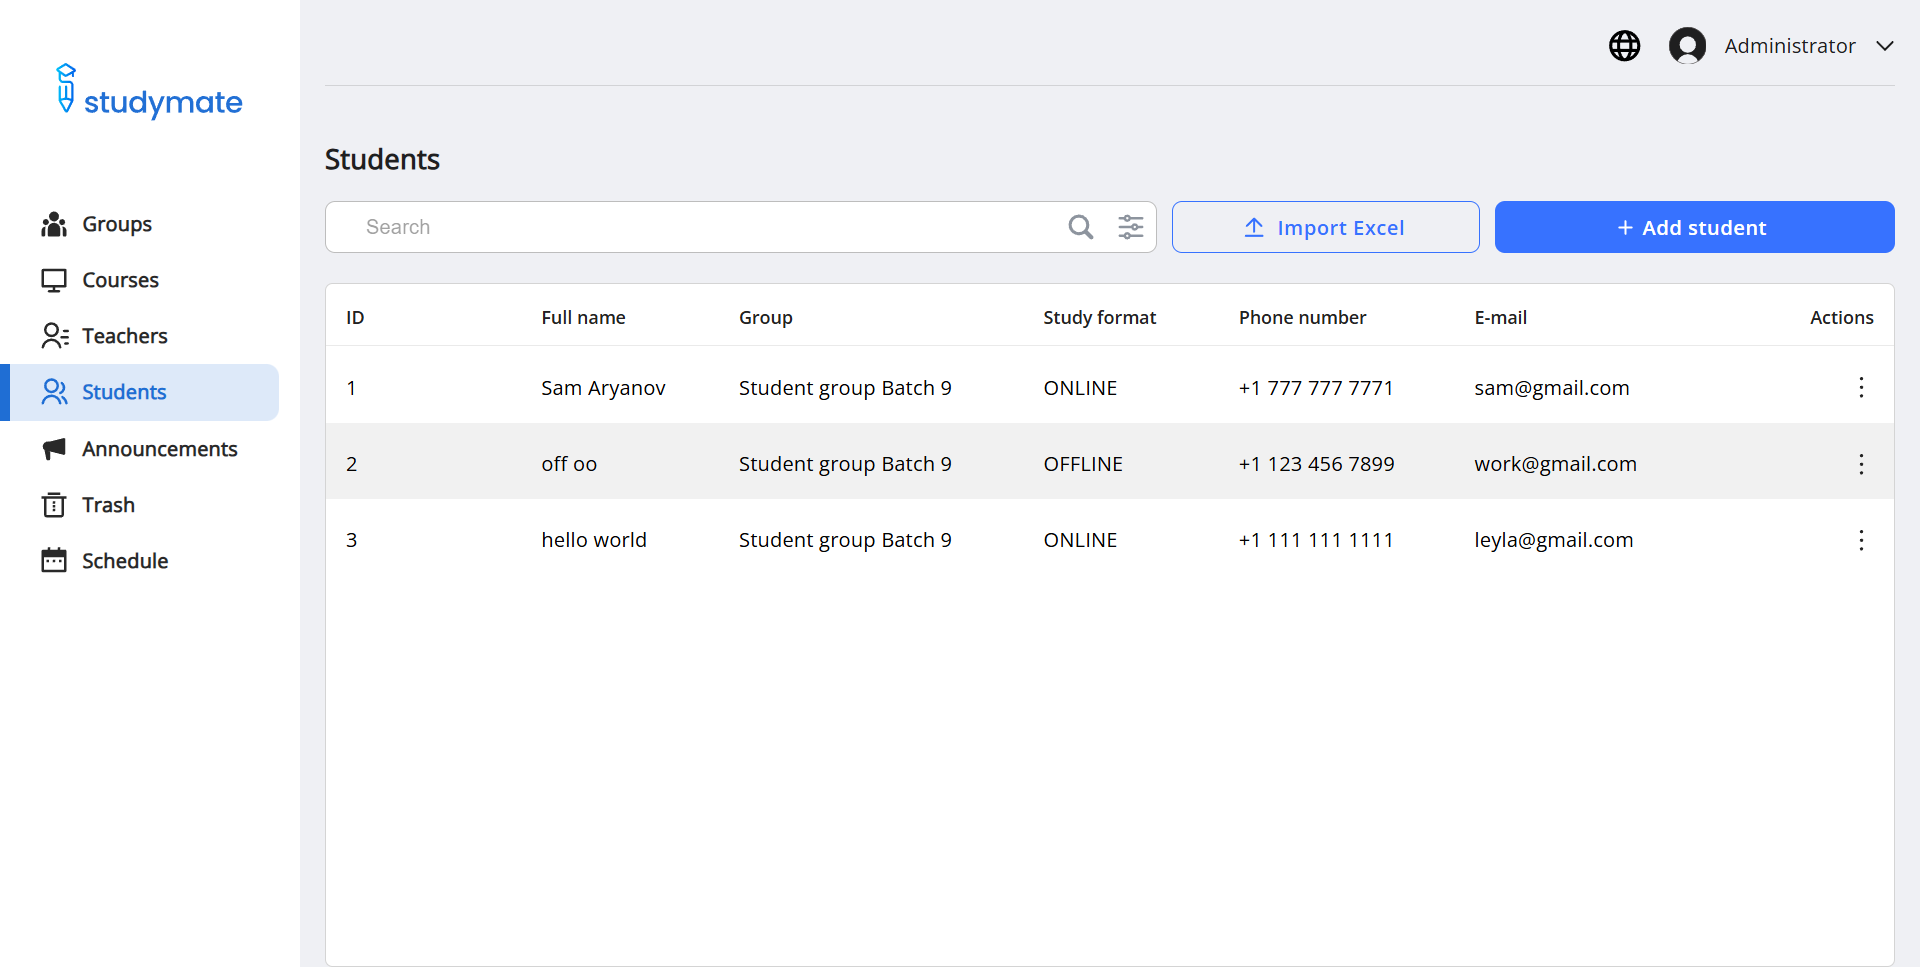 studymate
Administrator
Groups
Courses
Teachers
Students
Announcements
Trash
Schedule
Students
Search
Import Excel
+ Add student
ID Full name Group Study format Phone number E-mail Actions
1 Sam Aryanov Student group Batch 9 ONLINE +1 777 777 7771 sam@gmail.com
2 off oo Student group Batch 9 OFFLINE +1 123 456 7899 work@gmail.com
3 hello world Student group Batch 9 ONLINE +1 111 111 1111 leyla@gmail.com